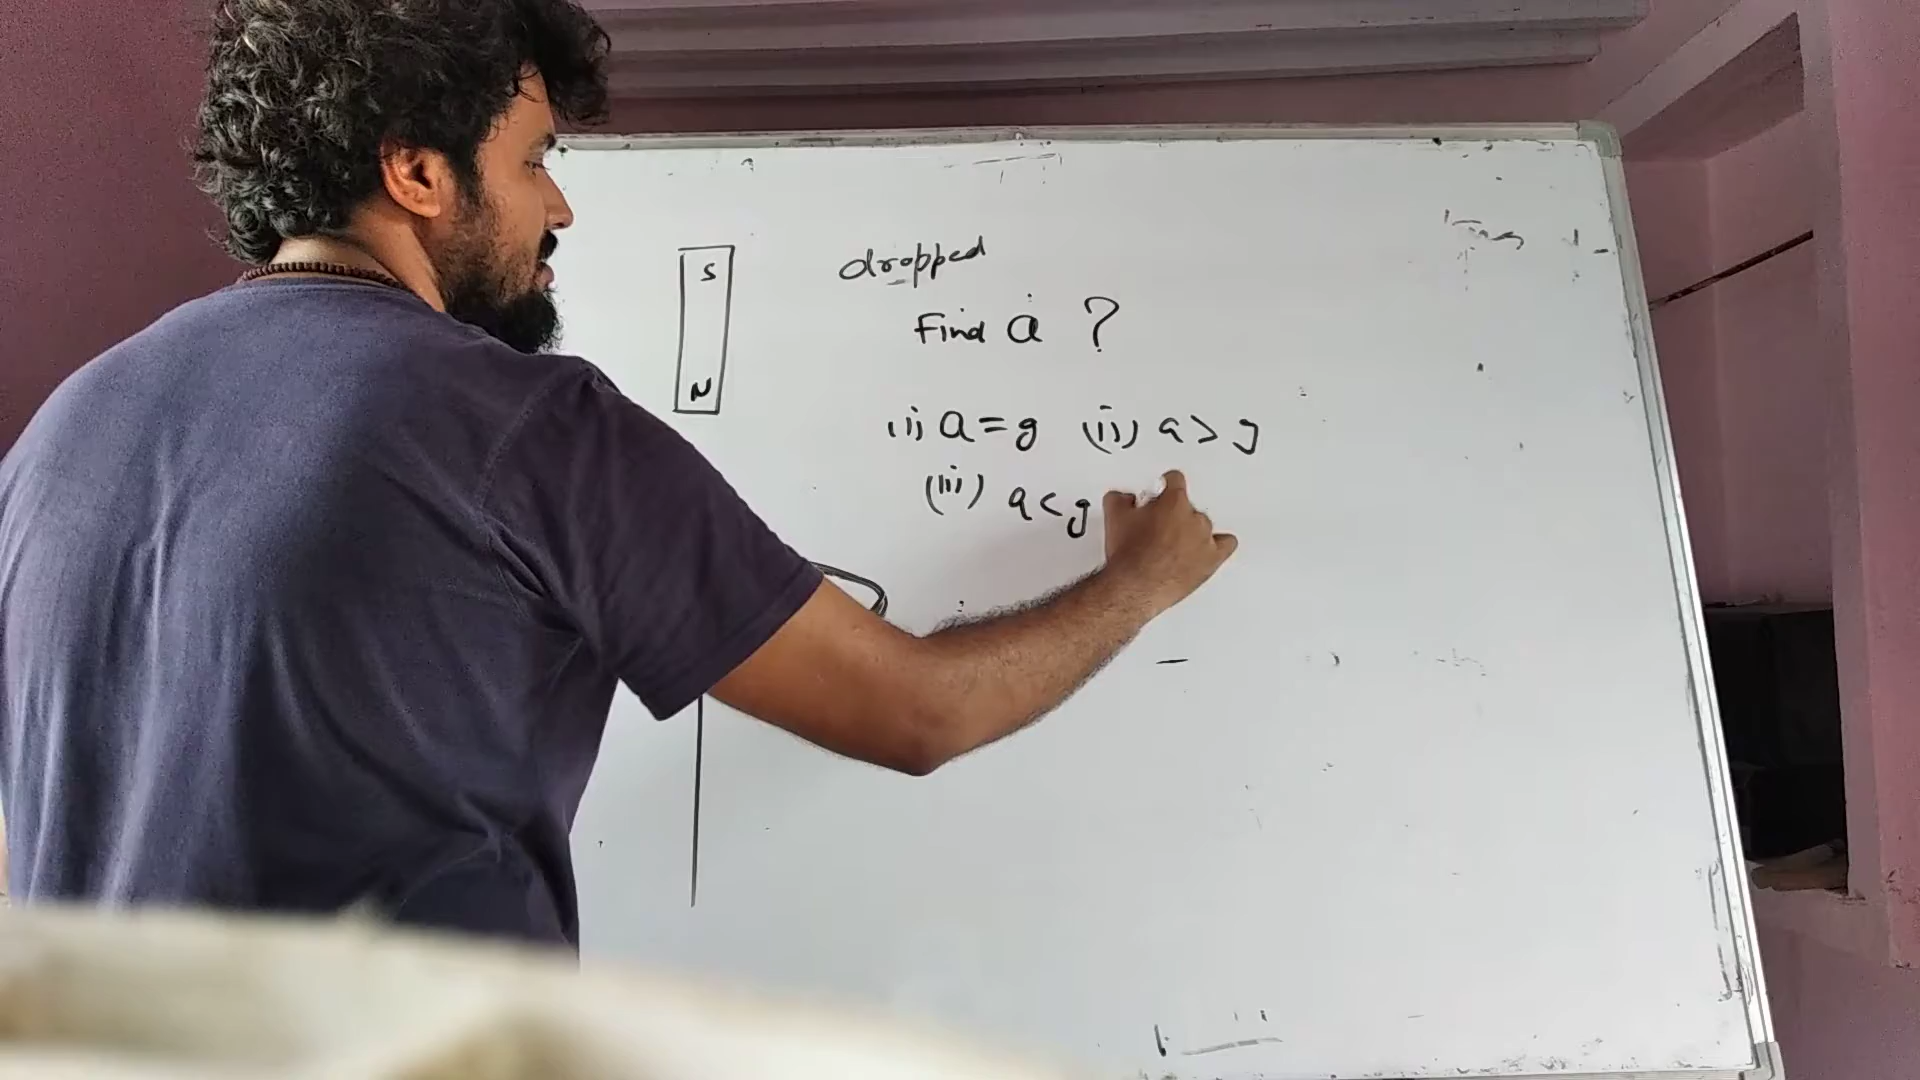 S
N
dropped
Find a ?
(i) a = g (ii) a > g
(iii) a < g